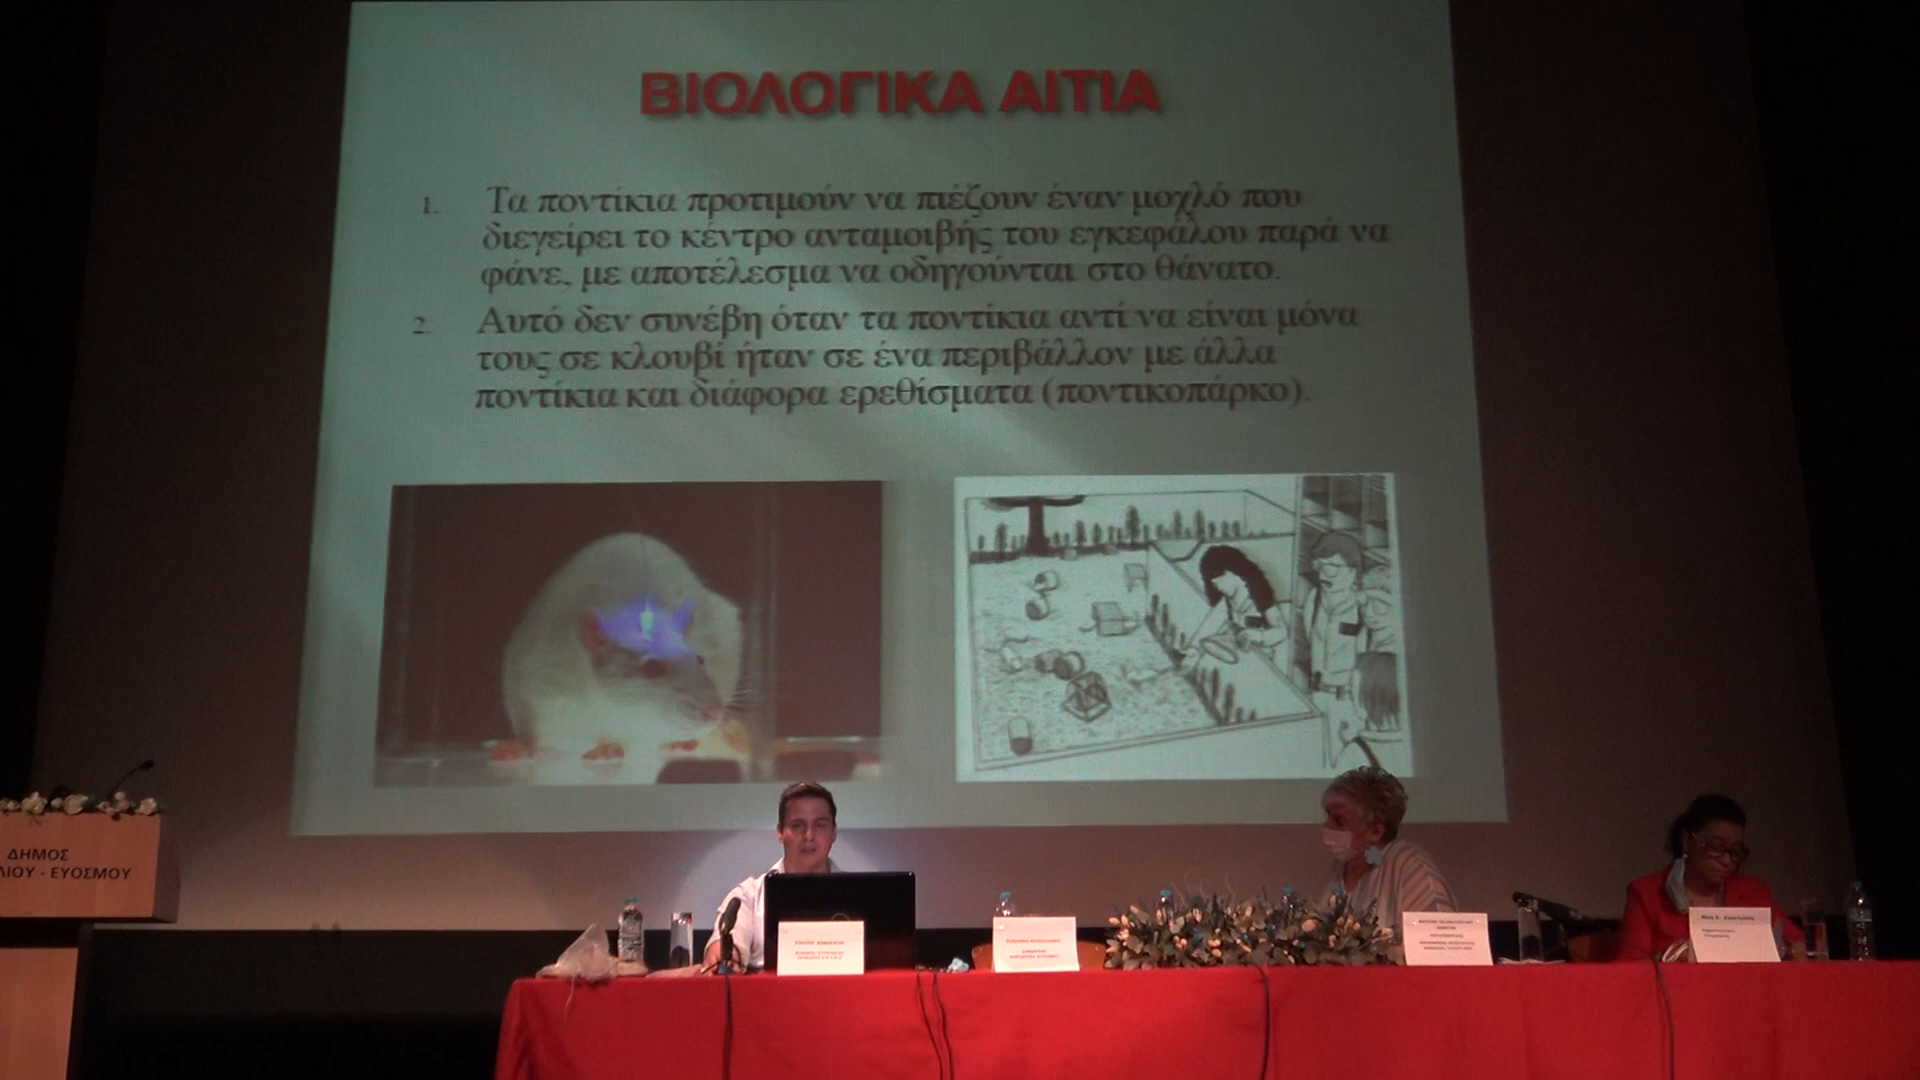 ΒΙΟΛΟΓΙΚΑ ΑΙΤΙΑ
1. Τα ποντίκια προτιμούν να πιέζουν έναν μοχλό που
διεγείρει το κέντρο ανταμοιβής του εγκεφάλου παρά να
φάνε, με αποτέλεσμα να οδηγούνται στο θάνατο.
2. Αυτό δεν συνέβη όταν τα ποντίκια αντί να είναι μόνα
τους σε κλουβί ήταν σε ένα περιβάλλον με άλλα
ποντίκια και διάφορα ερεθίσματα (ποντικοπάρκο).
ΔΗΜΟΣ
ΛΙΟΥ - ΕΥΟΣΜΟΥ